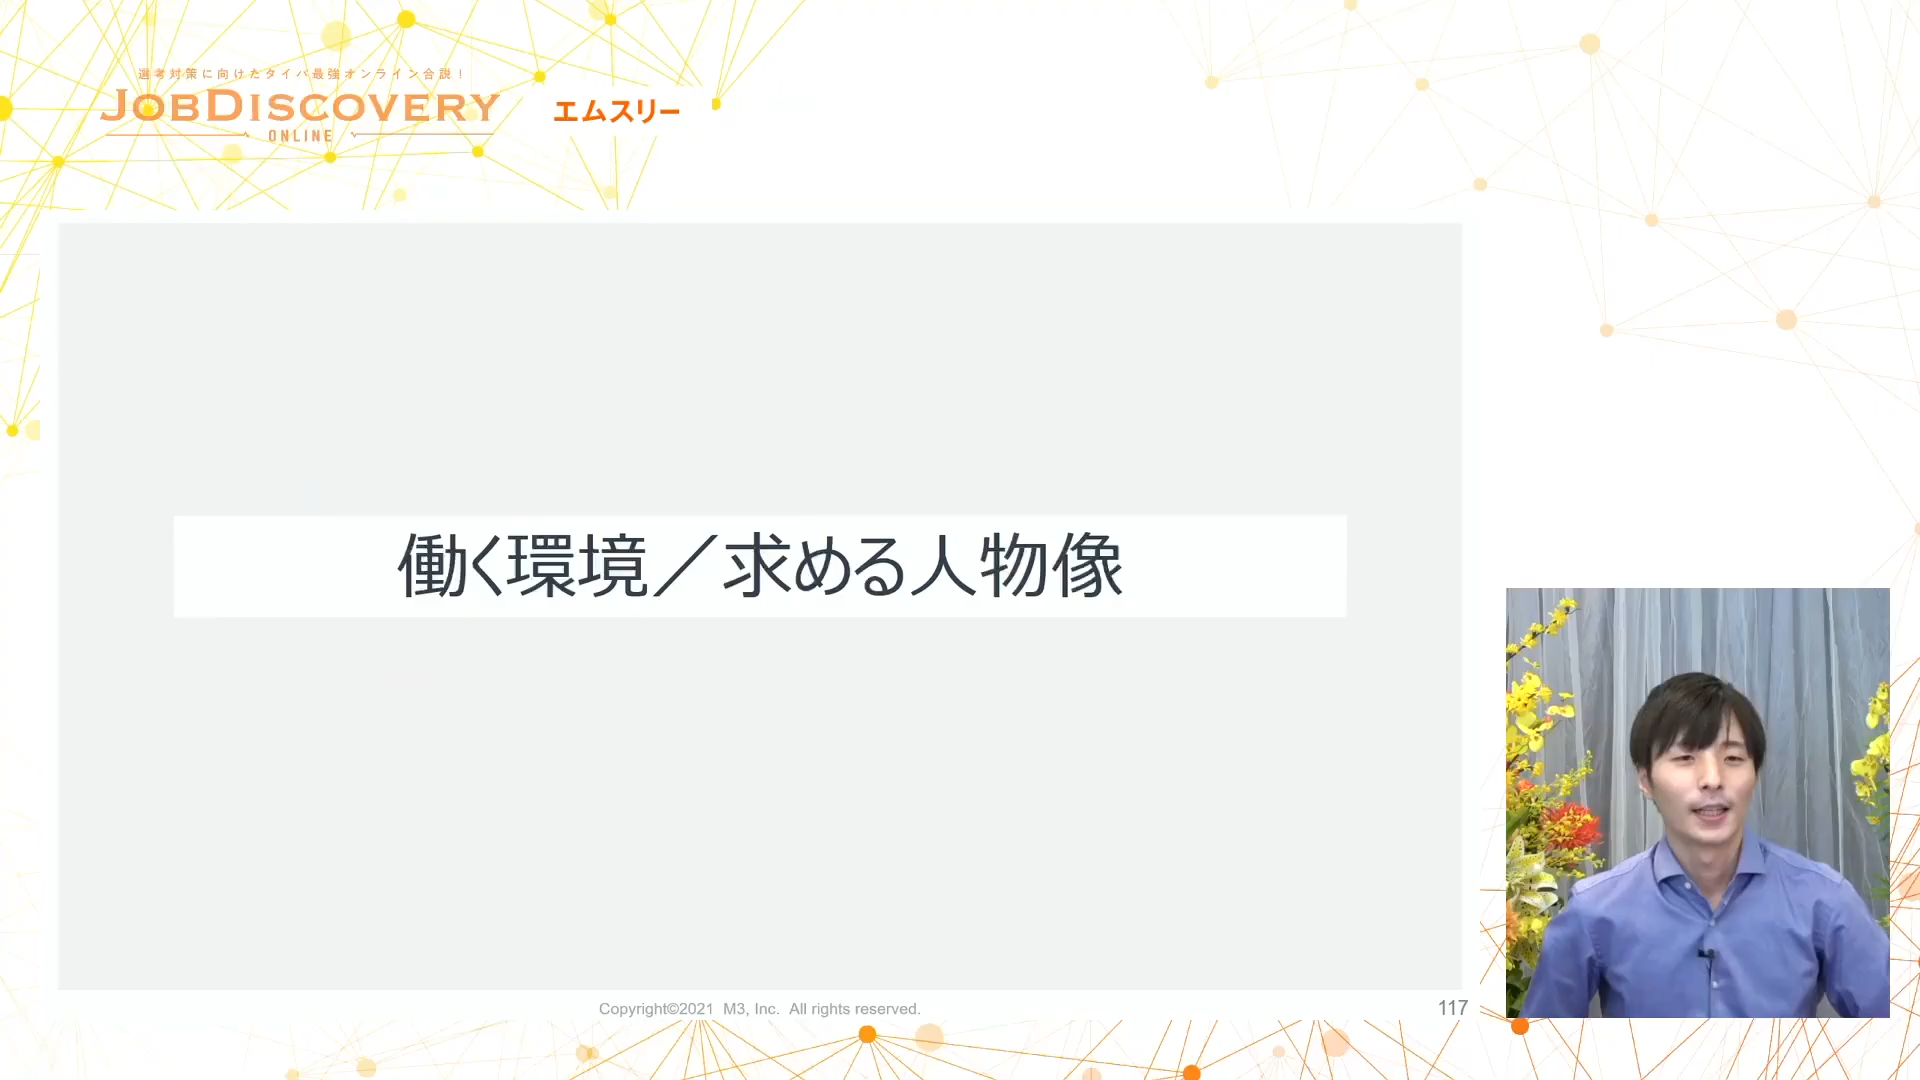 選考対策に向けたタイパ最強オンライン合説！
JOBDISCOVERY
ONLINE
エムスリー
働く環境／求める人物像
Copyright©2021 M3, Inc. All rights reserved.
117